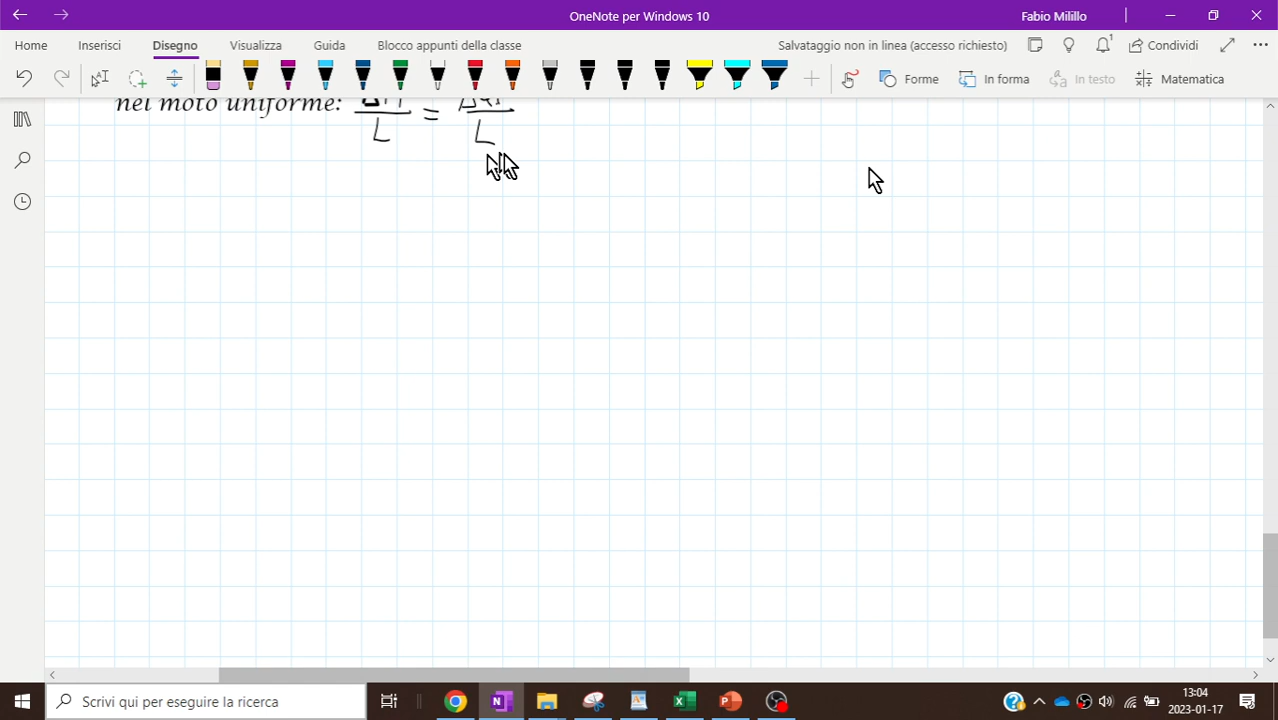 OneNote per Windows 10
Fabio Milillo
Home Inserisci Disegno Visualizza Guida Blocco appunti della classe Salvataggio non in linea (accesso richiesto) 1 Condividi
Forme In forma In testo Matematica
nel moto uniforme:
=
L L
Scrivi qui per eseguire la ricerca
13:04
2023-01-17